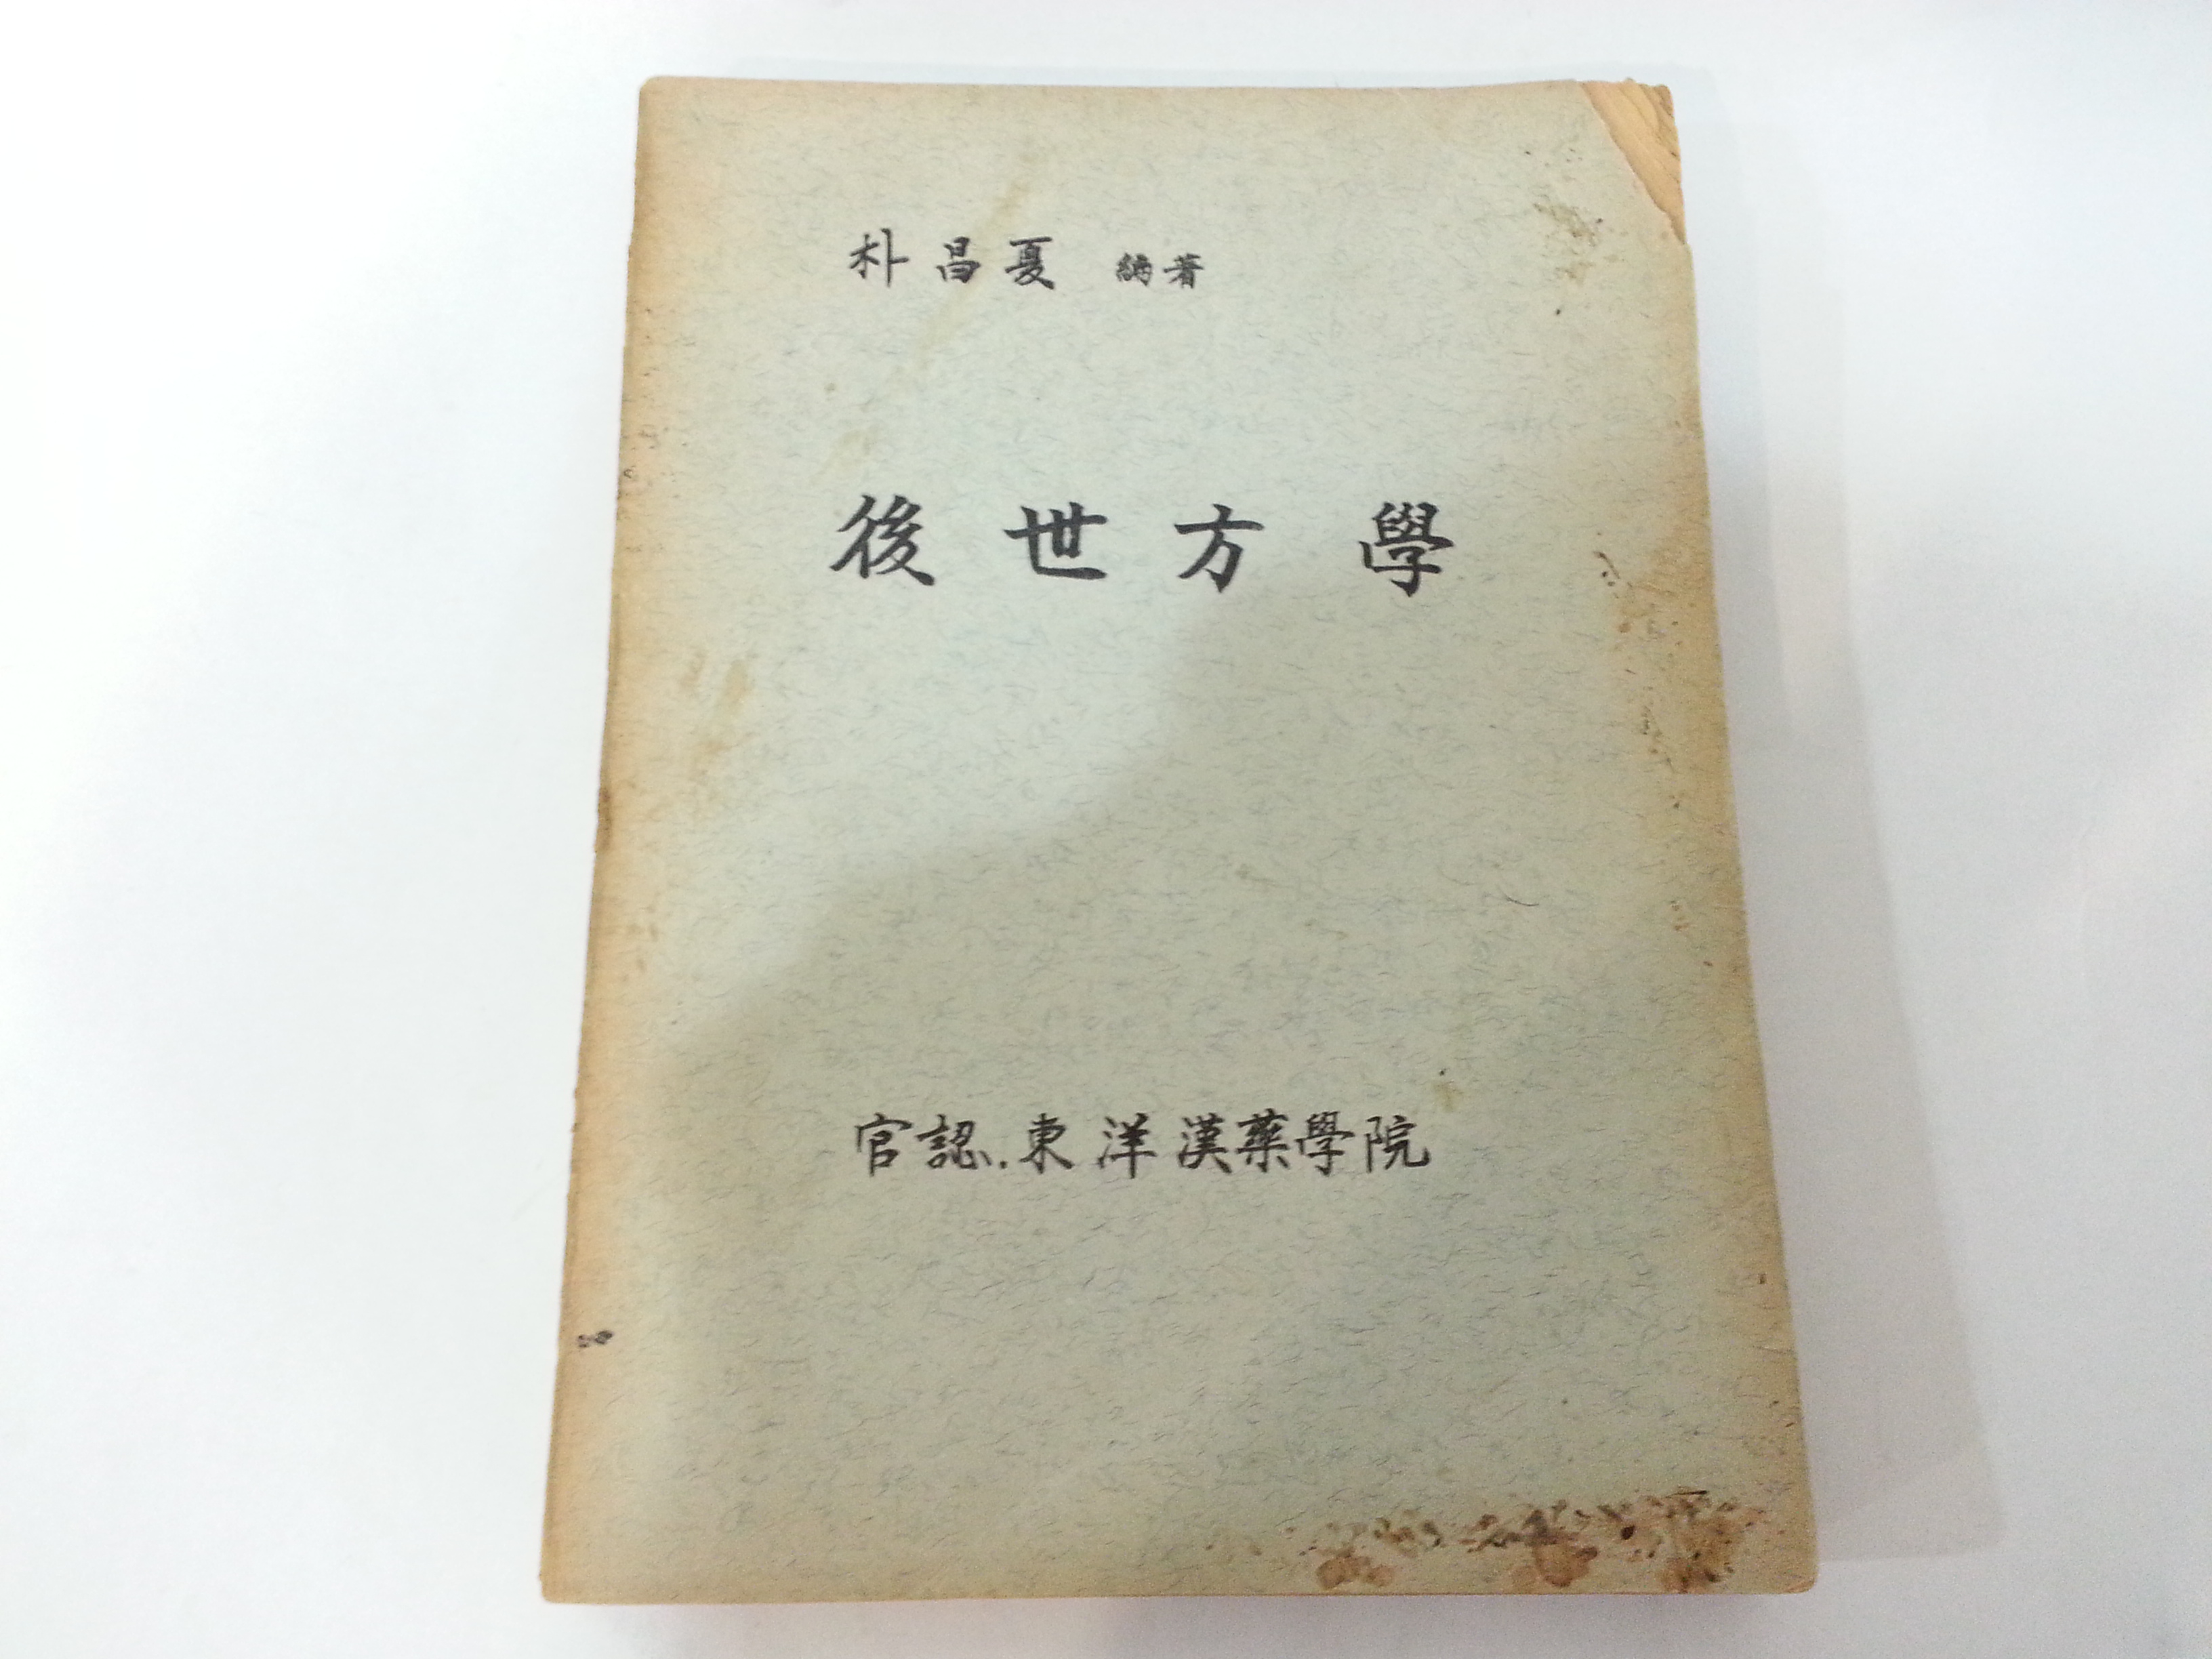 朴昌夏 編著
後世方學
官認.東洋漢藥學院